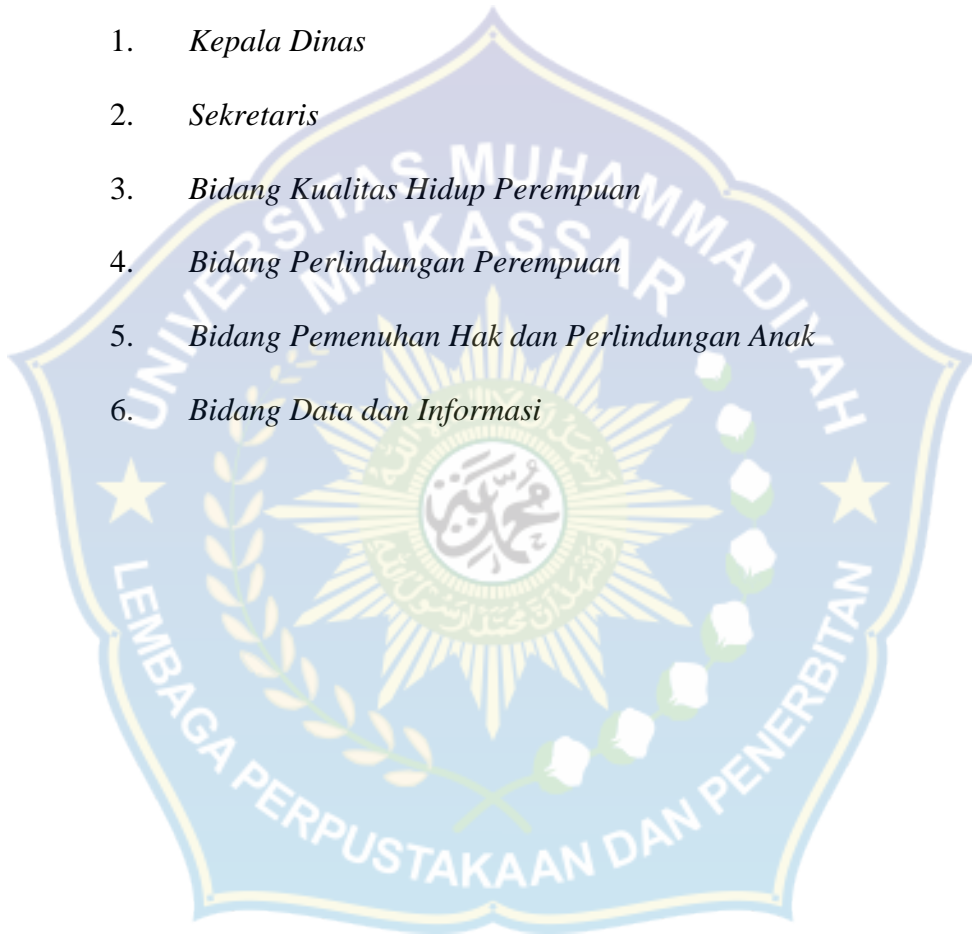 1. Kepala Dinas
2. Sekretaris
3. Bidang Kualitas Hidup Perempuan
4. Bidang Perlindungan Perempuan
5. Bidang Pemenuhan Hak dan Perlindungan Anak
6. Bidang Data dan Informasi
UNIVERSITAS MUHAMMADIYAH
MAKASSAR
محمدية
LEMBAGA PERPUSTAKAAN DAN PENERBITAN